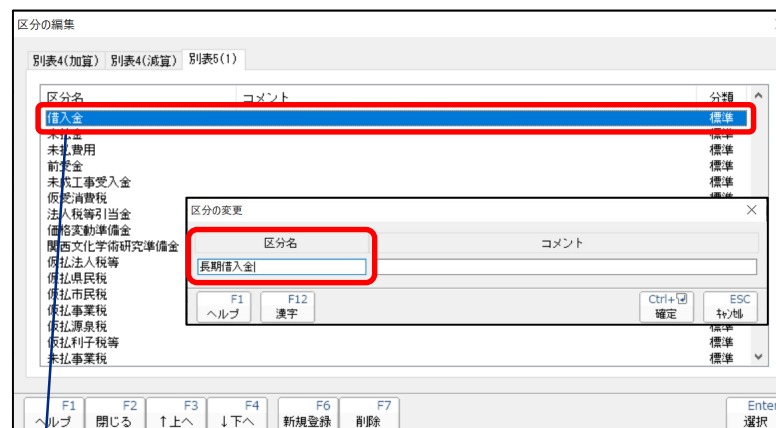 区分の編集
別表4(加算) 別表4(減算) 別表5(1)
区分名 コメント 分類
借入金 標準
未払金 標準
未払費用 標準
前受金 標準
未成工事受入金 標準
仮受消費税 標準
法人税等引当金
価格変動準備金
関西文化学術研究準備金
仮払法人税等
仮払県民税
仮払市民税
仮払事業税
仮払源泉税 標準
仮払利子税等 標準
未払事業税 標準
区分の変更
区分名 コメント
長期借入金
F1 F12 Ctrl+ ESC
ヘルプ 漢字 確定 ｷｬﾝｾﾙ
F1 F2 F3 F4 F6 F7 Enter
ヘルプ 閉じる ↑上へ ↓下へ 新規登録 削除 選択